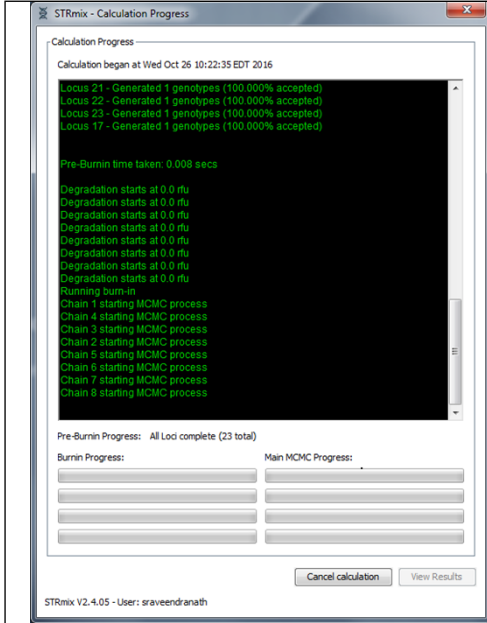 STRmix - Calculation Progress
Calculation Progress
Calculation began at Wed Oct 26 10:22:35 EDT 2016
Locus 21 - Generated 1 genotypes (100.000% accepted)
Locus 22 - Generated 1 genotypes (100.000% accepted)
Locus 23 - Generated 1 genotypes (100.000% accepted)
Locus 17 - Generated 1 genotypes (100.000% accepted)
Pre-Burnin time taken: 0.008 secs
Degradation starts at 0.0 rfu
Degradation starts at 0.0 rfu
Degradation starts at 0.0 rfu
Degradation starts at 0.0 rfu
Degradation starts at 0.0 rfu
Degradation starts at 0.0 rfu
Degradation starts at 0.0 rfu
Degradation starts at 0.0 rfu
Running burn-in
Chain 1 starting MCMC process
Chain 4 starting MCMC process
Chain 3 starting MCMC process
Chain 2 starting MCMC process
Chain 5 starting MCMC process
Chain 6 starting MCMC process
Chain 7 starting MCMC process
Chain 8 starting MCMC process
Pre-Burnin Progress: All Loci complete (23 total)
Burnin Progress: Main MCMC Progress:
Cancel calculation View Results
STRmix V2.4.05 - User: sraveendranath